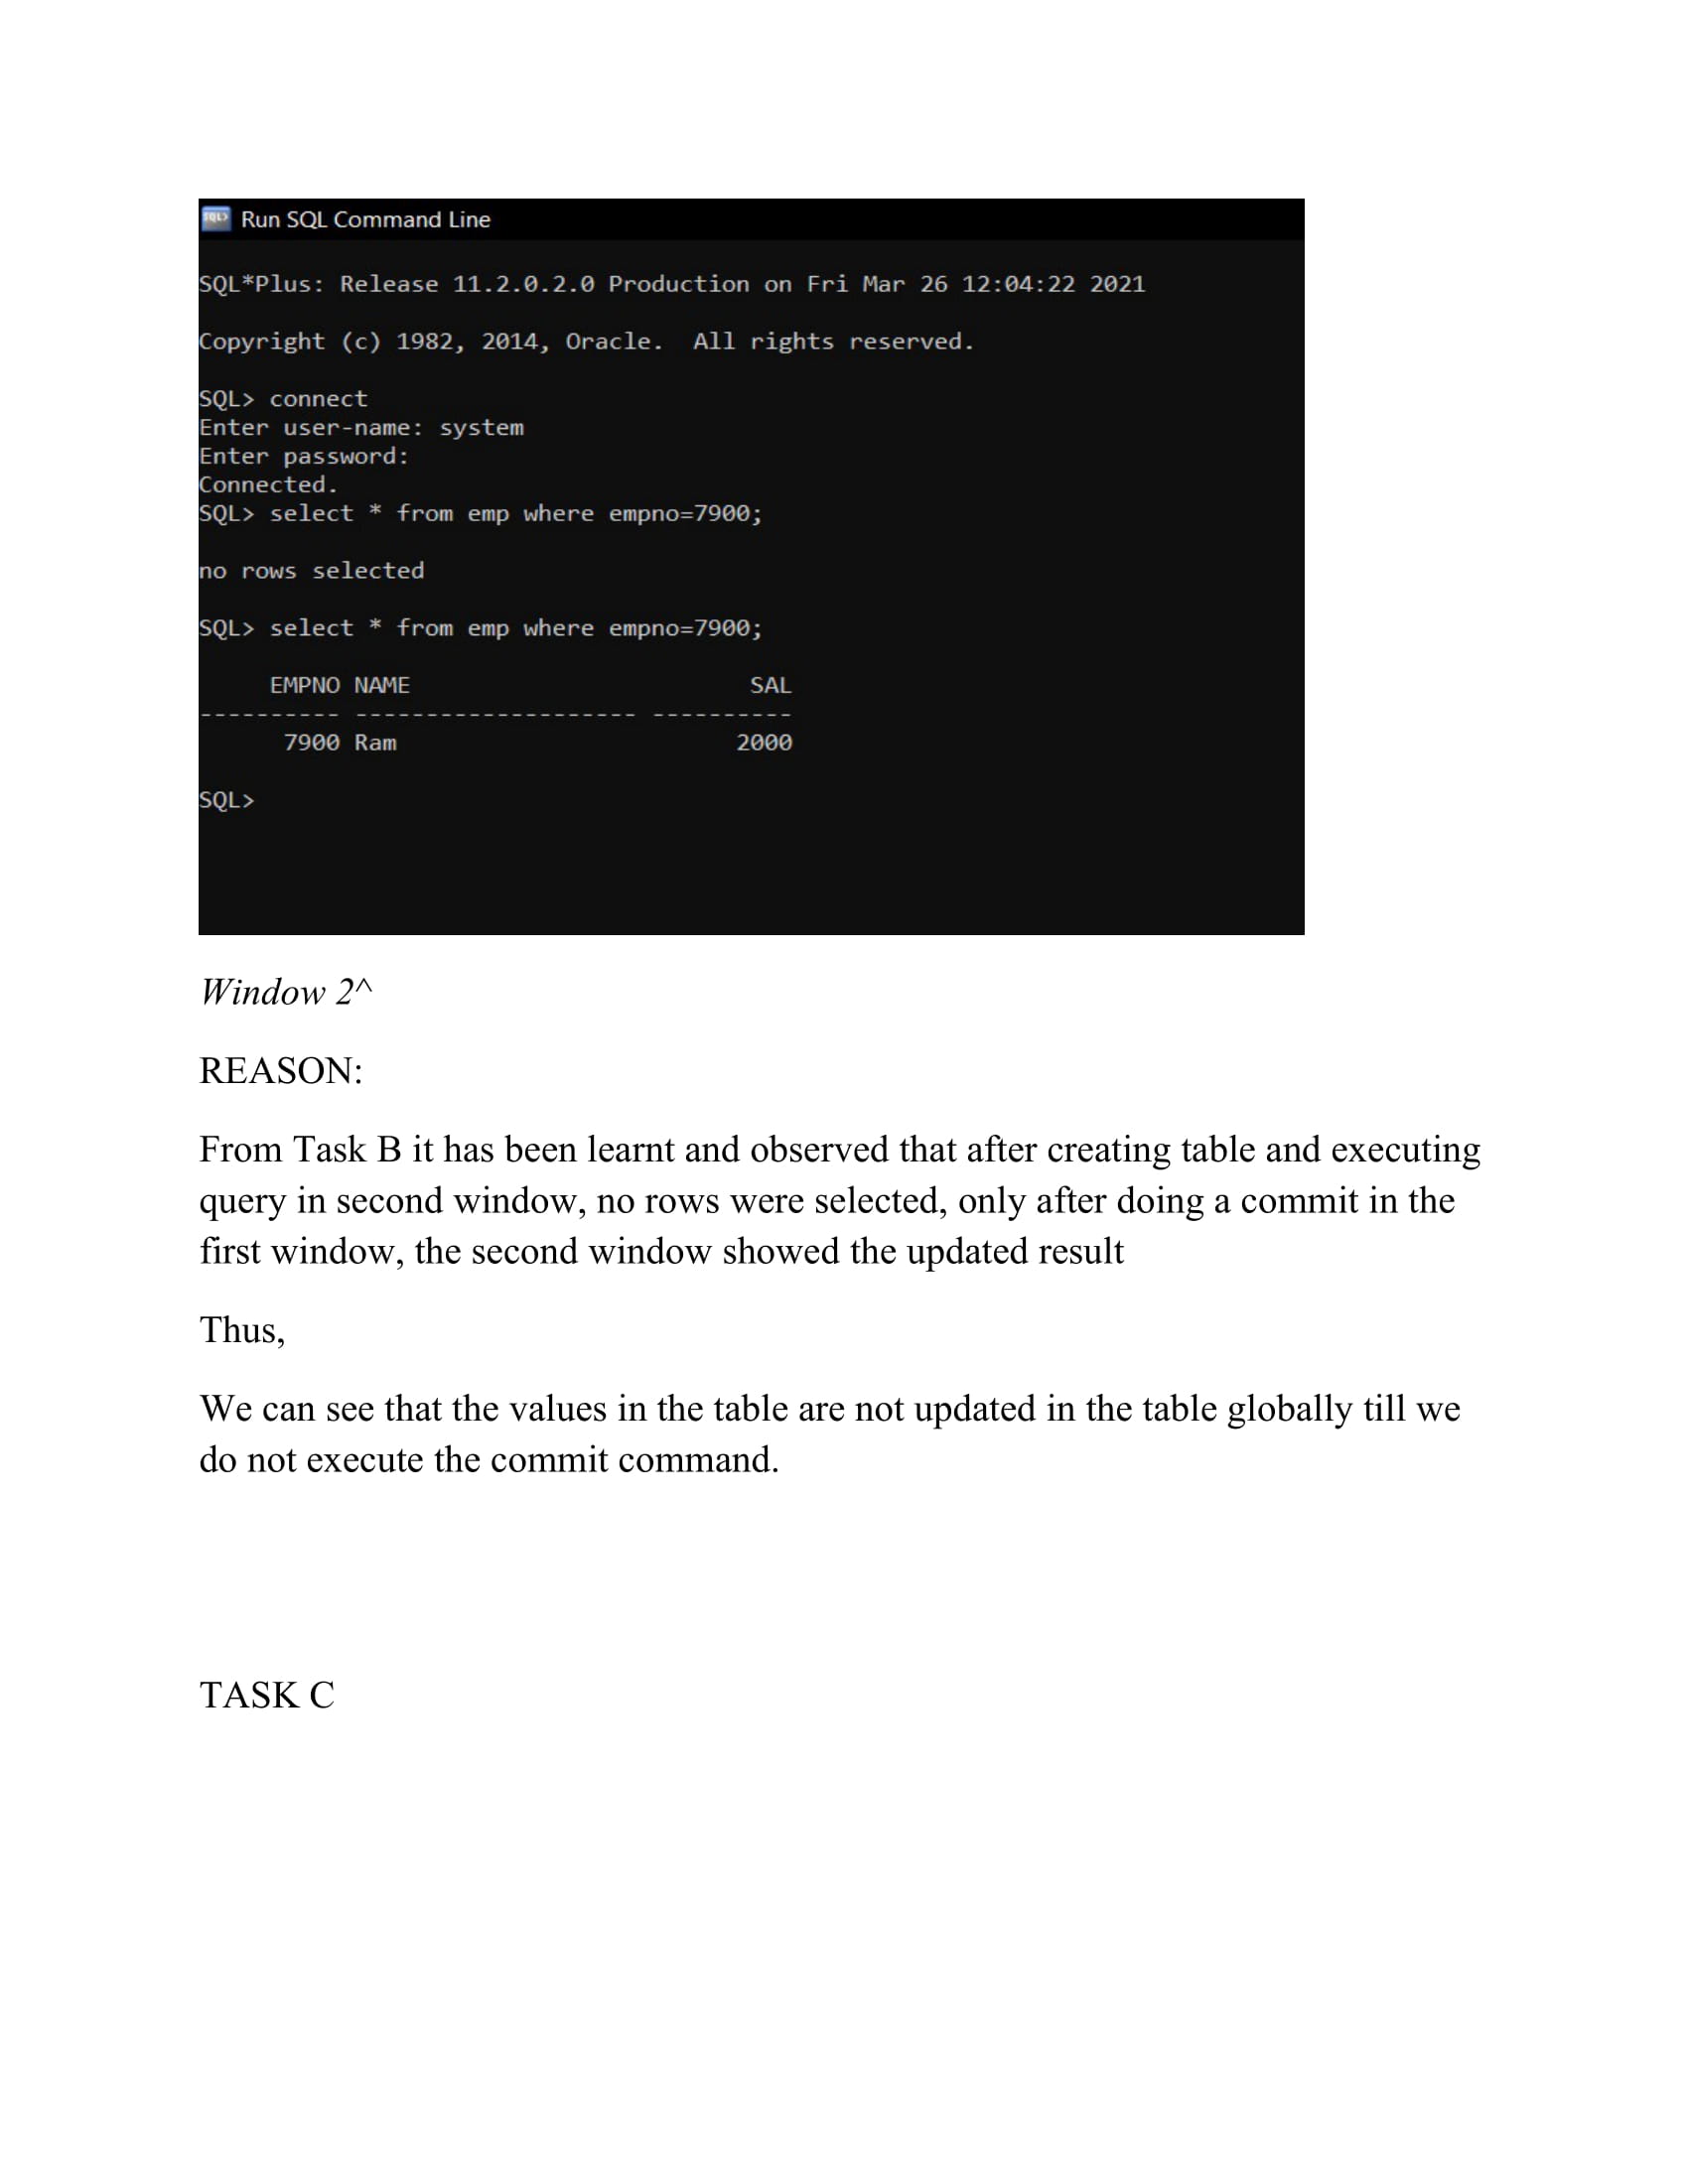 Run SQL Command Line
SQL*Plus: Release 11.2.0.2.0 Production on Fri Mar 26 12:04:22 2021
Copyright (c) 1982, 2014, Oracle.  All rights reserved.
SQL> connect
Enter user-name: system
Enter password:
Connected.
SQL> select * from emp where empno=7900;
no rows selected
SQL> select * from emp where empno=7900;
     EMPNO NAME                        SAL
---------- -------------------- ----------
      7900 Ram                        2000
SQL>
Window 2^
REASON:
From Task B it has been learnt and observed that after creating table and executing
query in second window, no rows were selected, only after doing a commit in the
first window, the second window showed the updated result
Thus,
We can see that the values in the table are not updated in the table globally till we
do not execute the commit command.
TASK C